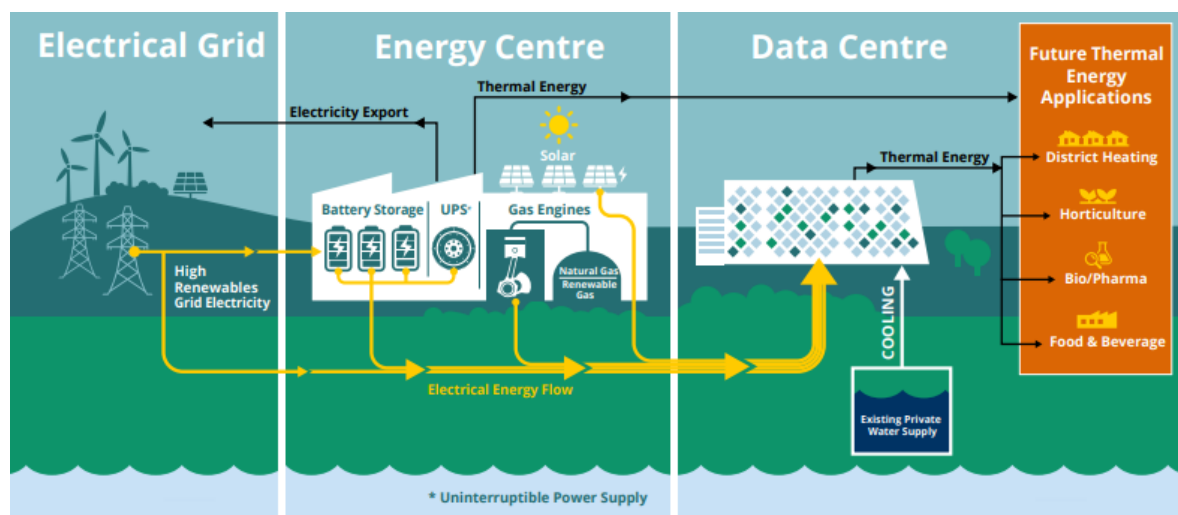 Electrical Grid
Energy Centre
Data Centre
Future Thermal
Energy
Applications
Thermal Energy
Electricity Export
Solar
Thermal Energy
District Heating
Battery Storage
UPS*
Gas Engines
Horticulture
High
Renewables
Grid Electricity
Natural Gas
Renewable
Gas
Bio/Pharma
COOLING
Food & Beverage
Electrical Energy Flow
Existing Private
Water Supply
* Uninterruptible Power Supply